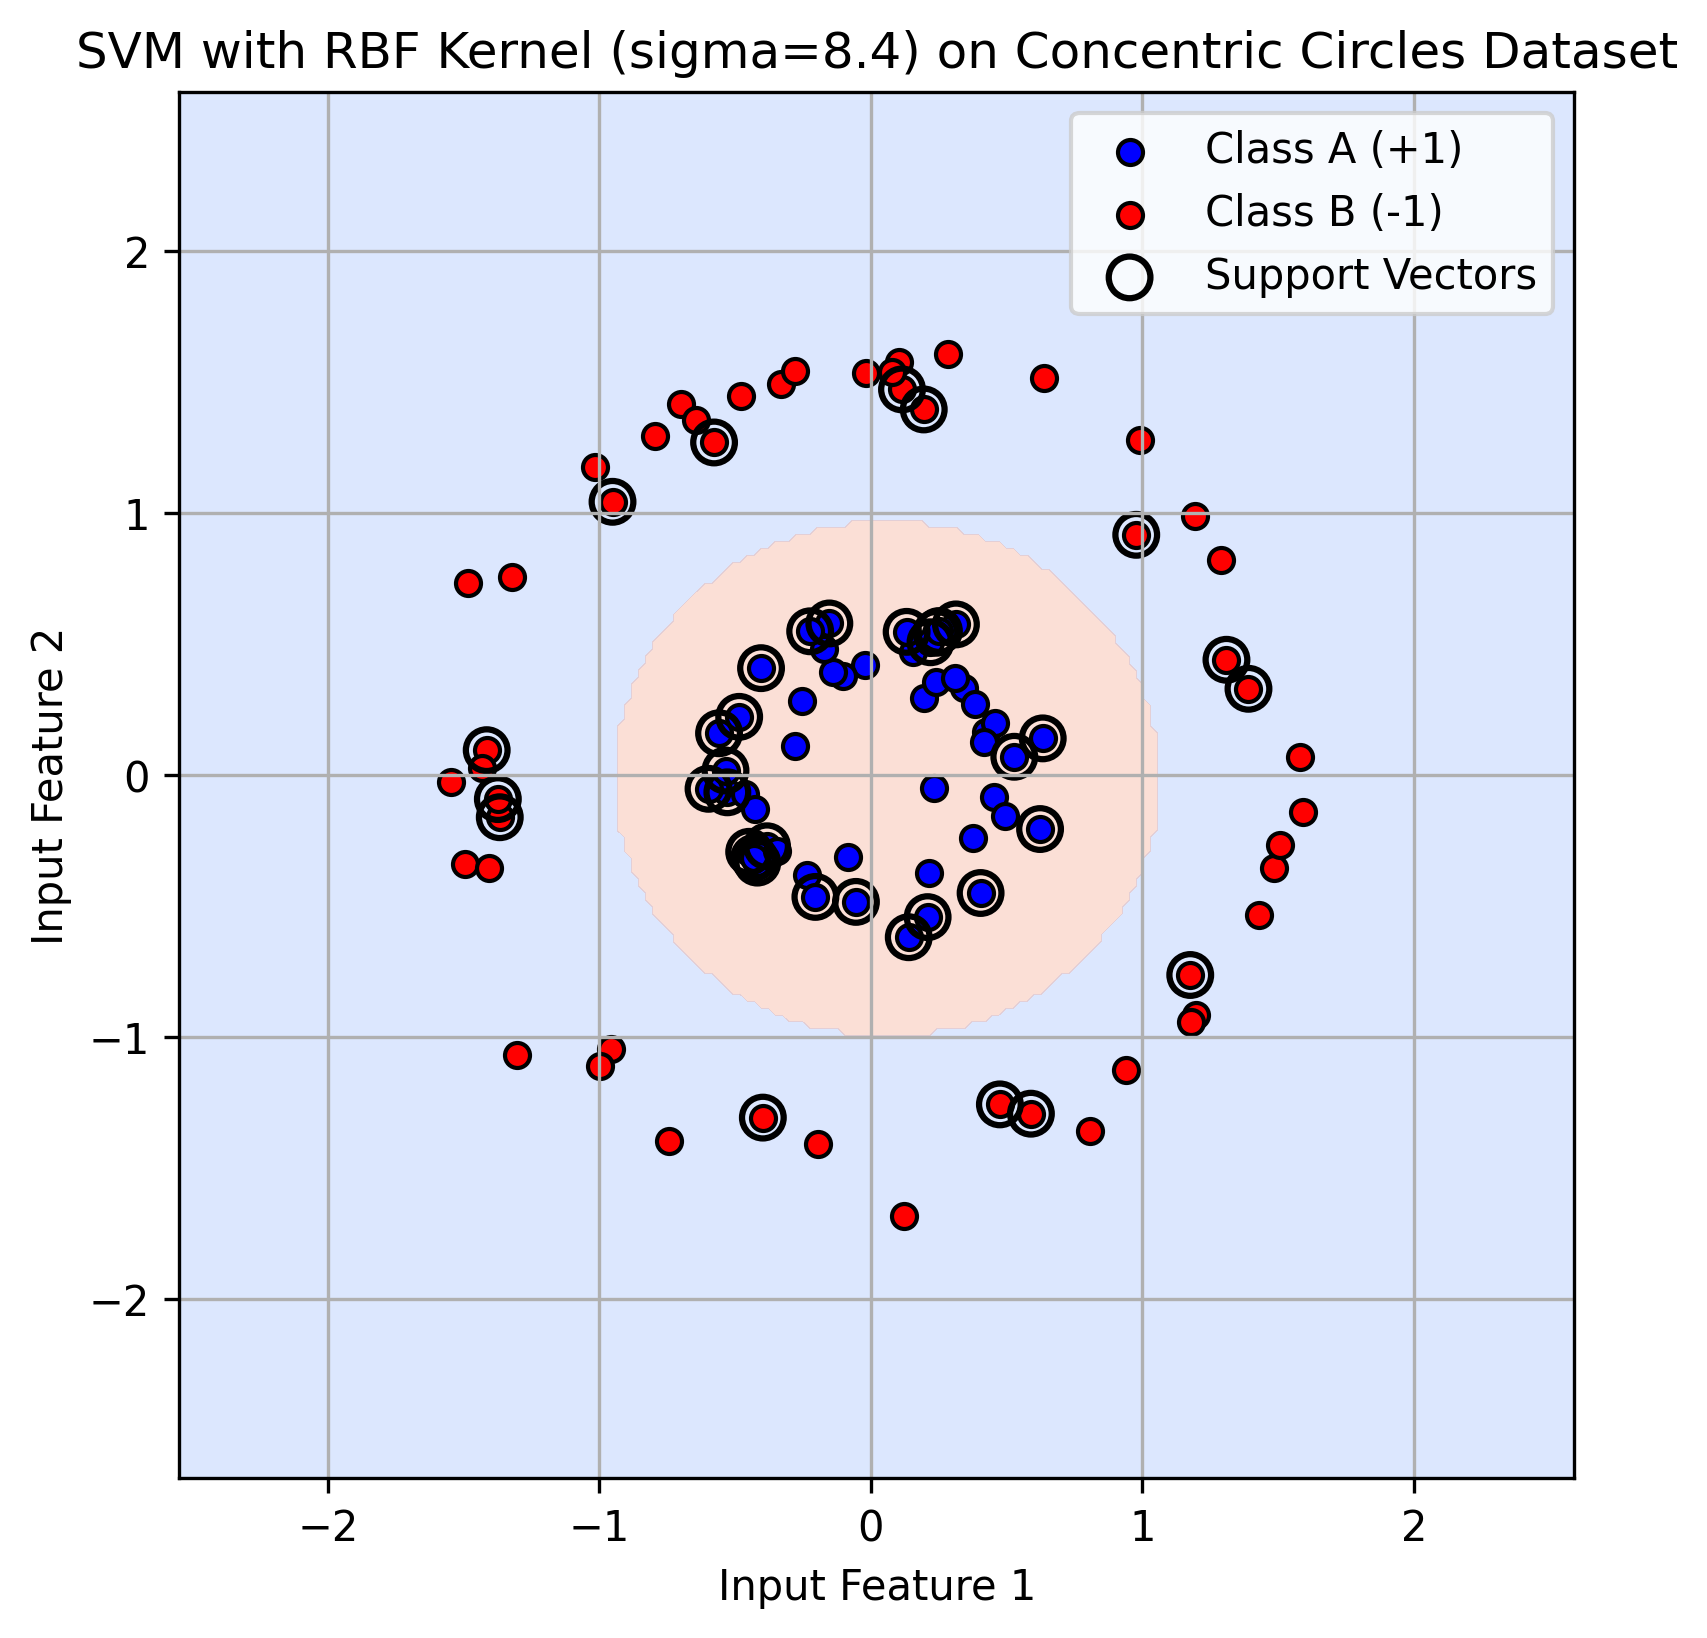 SVM with RBF Kernel (sigma=8.4) on Concentric Circles Dataset
Class A (+1)
Class B (-1)
Support Vectors
2
1
0
−1
−2
Input Feature 2
−2
−1
0
1
2
Input Feature 1